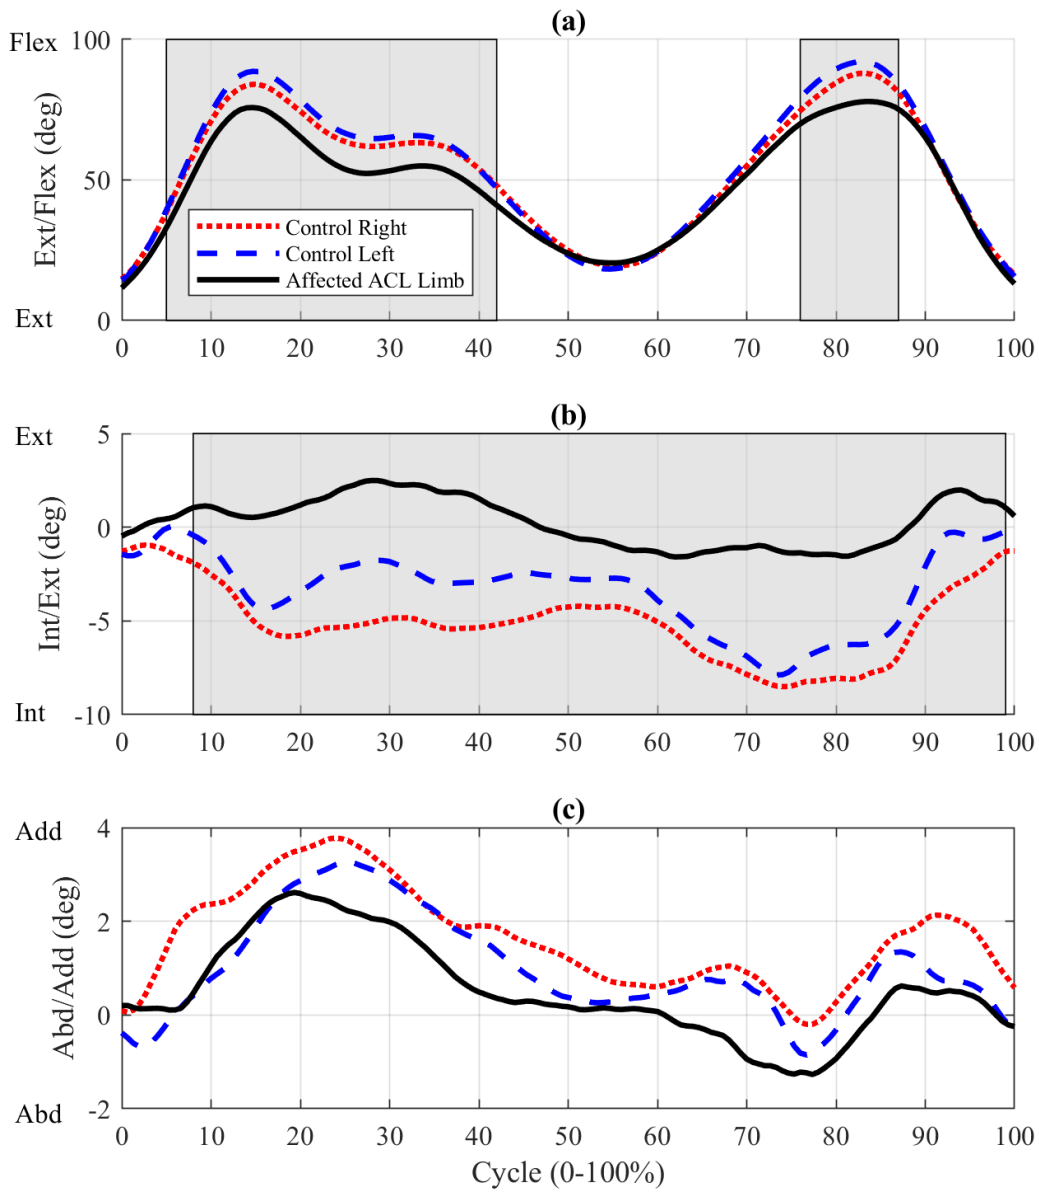 (a)
Flex 100
Ext/Flex (deg)
50
Control Right
Control Left
Affected ACL Limb
Ext 0
0 10 20 30 40 50 60 70 80 90 100
(b)
Ext 5
0
Int/Ext (deg)
-5
Int -10
0 10 20 30 40 50 60 70 80 90 100
(c)
Add 4
2
Abd/Add (deg)
0
Abd -2
0 10 20 30 40 50 60 70 80 90 100
Cycle (0-100%)